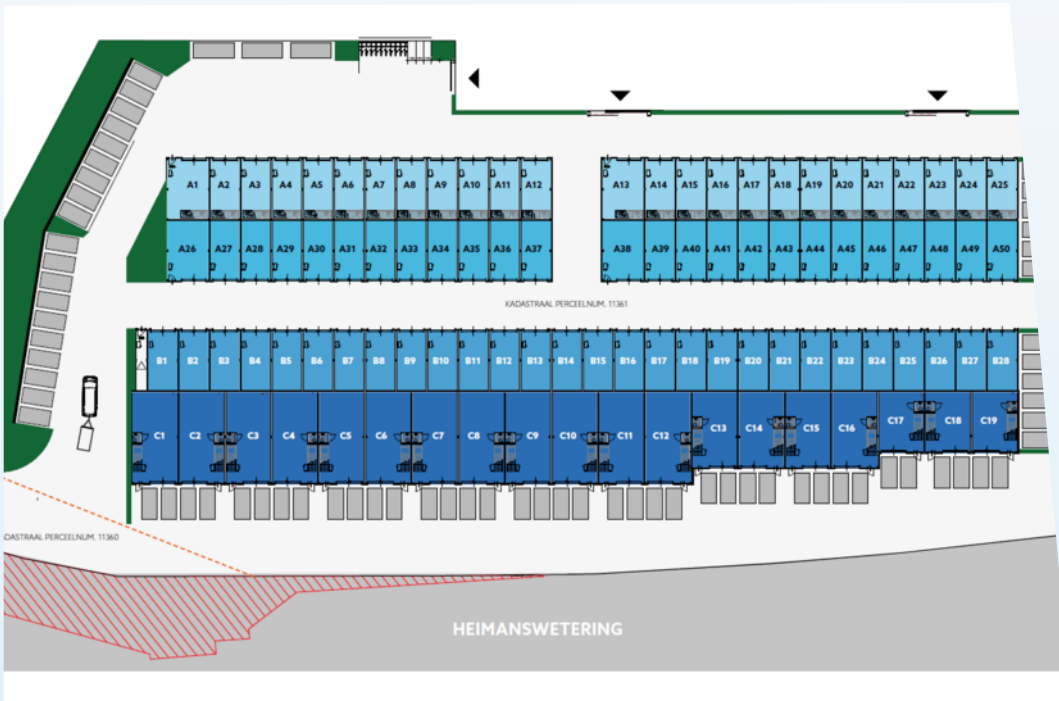 A1 A2 A3 A4 A5 A6 A7 A8 A9 A10 A11 A12 A13 A14 A15 A16 A17 A18 A19 A20 A21 A22 A23 A24 A25
A26 A27 A28 A29 A30 A31 A32 A33 A34 A35 A36 A37 A38 A39 A40 A41 A42 A43 A44 A45 A46 A47 A48 A49 A50
KADASTRAAL PERCEELNUM. 11361
B1 B2 B3 B4 B5 B6 B7 B8 B9 B10 B11 B12 B13 B14 B15 B16 B17 B18 B19 B20 B21 B22 B23 B24 B25 B26 B27 B28
C1 C2 C3 C4 C5 C6 C7 C8 C9 C10 C11 C12 C13 C14 C15 C16 C17 C18 C19
ADASTRAAL PERCEELNUM. 11360
HEIMANSWETERING